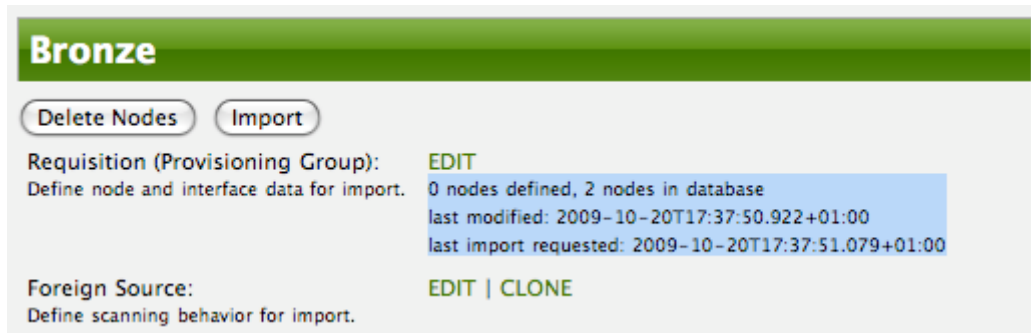 Bronze
Delete Nodes Import
Requisition (Provisioning Group): EDIT
Define node and interface data for import. 0 nodes defined, 2 nodes in database
last modified: 2009-10-20T17:37:50.922+01:00
last import requested: 2009-10-20T17:37:51.079+01:00
Foreign Source: EDIT | CLONE
Define scanning behavior for import.